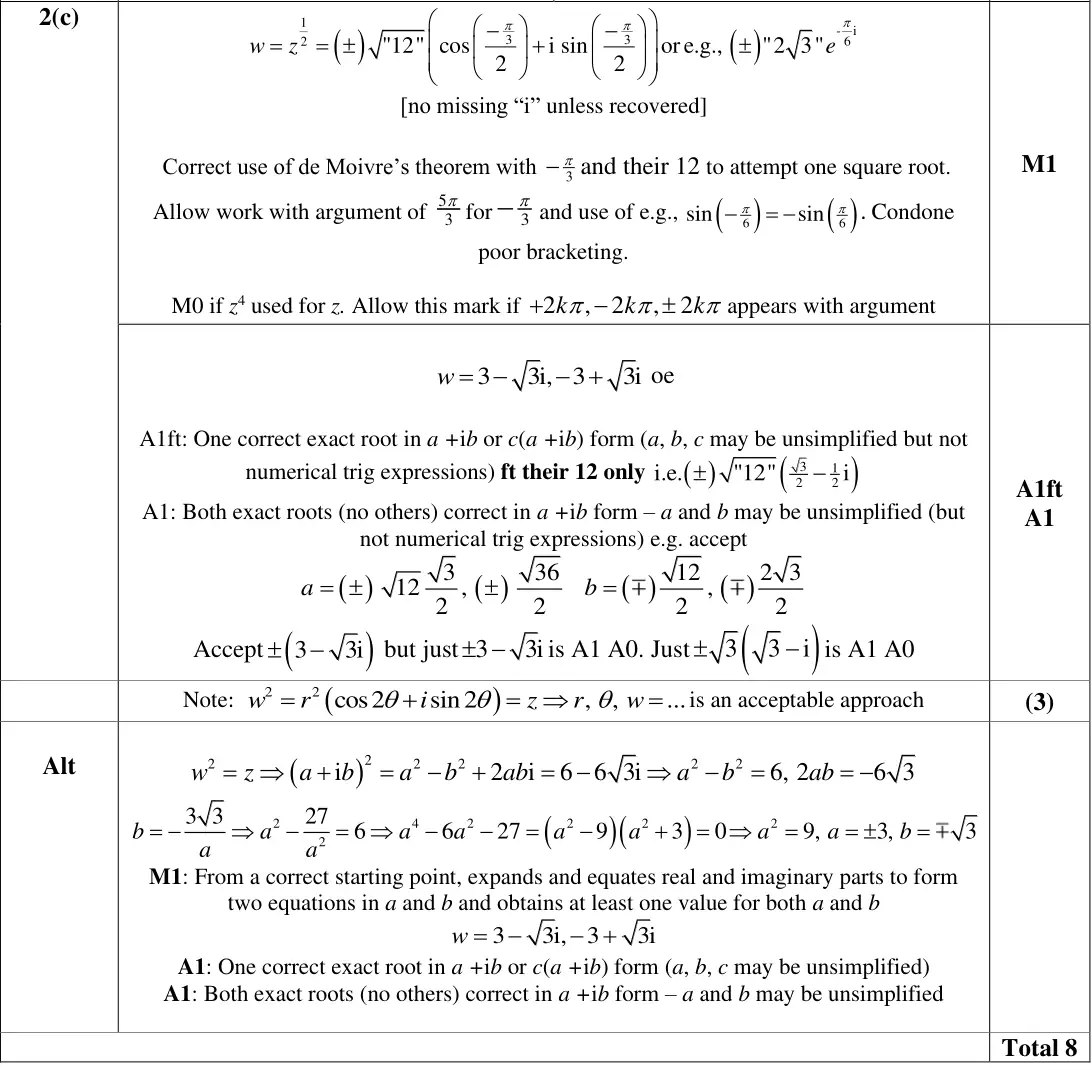 2(c)
w = z^{1/2} = (±) √"12" ( cos( (−π/3)/2 ) + i sin( (−π/3)/2 ) ) or e.g., (±) "2√3" e^{-π/6 i}
[no missing “i” unless recovered]
Correct use of de Moivre’s theorem with − π/3 and their 12 to attempt one square root.
M1
Allow work with argument of 5π/3 for − π/3 and use of e.g., sin(− π/6) = −sin(π/6). Condone
poor bracketing.
M0 if z⁴ used for z. Allow this mark if +2kπ, − 2kπ, ± 2kπ appears with argument
w = 3 − √3i, −3 + √3i oe
A1ft: One correct exact root in a +ib or c(a +ib) form (a, b, c may be unsimplified but not
numerical trig expressions) ft their 12 only i.e.(±) √"12" ( √3/2 − 1/2 i )
A1ft
A1
A1: Both exact roots (no others) correct in a +ib form – a and b may be unsimplified (but
not numerical trig expressions) e.g. accept
a = (±) √12 √3/2 , (±) √36/2 b = (∓) √12/2 , (∓) 2√3/2
Accept ± (3 − √3i) but just ±3 − √3i is A1 A0. Just ± √3 (√3 − i) is A1 A0
Note: w² = r² (cos 2θ + i sin 2θ) = z ⇒ r, θ, w = ... is an acceptable approach
(3)
Alt
w² = z ⇒ (a + ib)² = a² − b² + 2abi = 6 − 6√3i ⇒ a² − b² = 6, 2ab = −6√3
b = − 3√3/a ⇒ a² − 27/a² = 6 ⇒ a⁴ − 6a² − 27 = (a² − 9)(a² + 3) = 0 ⇒ a² = 9, a = ±3, b = ∓√3
M1: From a correct starting point, expands and equates real and imaginary parts to form
two equations in a and b and obtains at least one value for both a and b
w = 3 − √3i, −3 + √3i
A1: One correct exact root in a +ib or c(a +ib) form (a, b, c may be unsimplified)
A1: Both exact roots (no others) correct in a +ib form – a and b may be unsimplified
Total 8